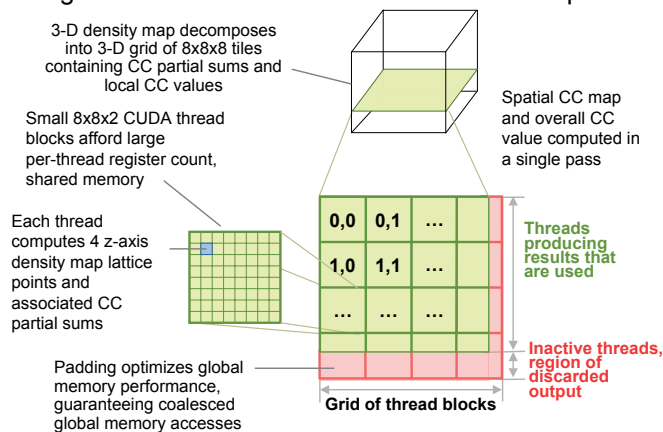 3-D density map decomposes
into 3-D grid of 8x8x8 tiles
containing CC partial sums and
local CC values
Small 8x8x2 CUDA thread
blocks afford large
per-thread register count,
shared memory
Spatial CC map
and overall CC
value computed in
a single pass
Each thread
computes 4 z-axis
density map lattice
points and
associated CC
partial sums
0,0 0,1 ...
1,0 1,1 ...
... ... ...
Threads
producing
results that
are used
Padding optimizes global
memory performance,
guaranteeing coalesced
global memory accesses
Inactive threads,
region of
discarded
output
Grid of thread blocks